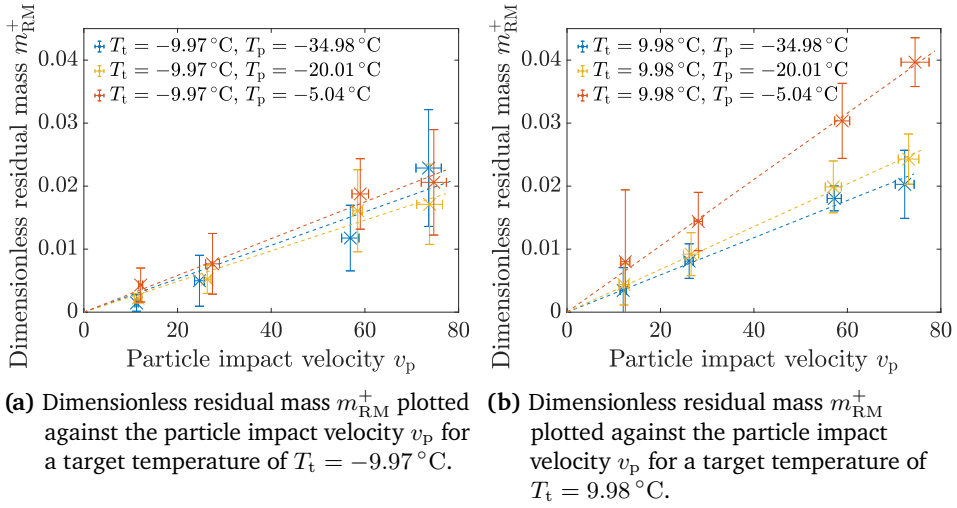 Dimensionless residual mass m⁺RM
0.04
0.03
0.02
0.01
0
Tt = −9.97 °C, Tp = −34.98 °C
Tt = −9.97 °C, Tp = −20.01 °C
Tt = −9.97 °C, Tp = −5.04 °C
0 20 40 60 80
Particle impact velocity vp
Dimensionless residual mass m⁺RM
0.04
0.03
0.02
0.01
0
Tt = 9.98 °C, Tp = −34.98 °C
Tt = 9.98 °C, Tp = −20.01 °C
Tt = 9.98 °C, Tp = −5.04 °C
0 20 40 60 80
Particle impact velocity vp
(a) Dimensionless residual mass m⁺RM plotted
against the particle impact velocity vp for
a target temperature of Tt = −9.97 °C.
(b) Dimensionless residual mass m⁺RM
plotted against the particle impact
velocity vp for a target temperature of
Tt = 9.98 °C.